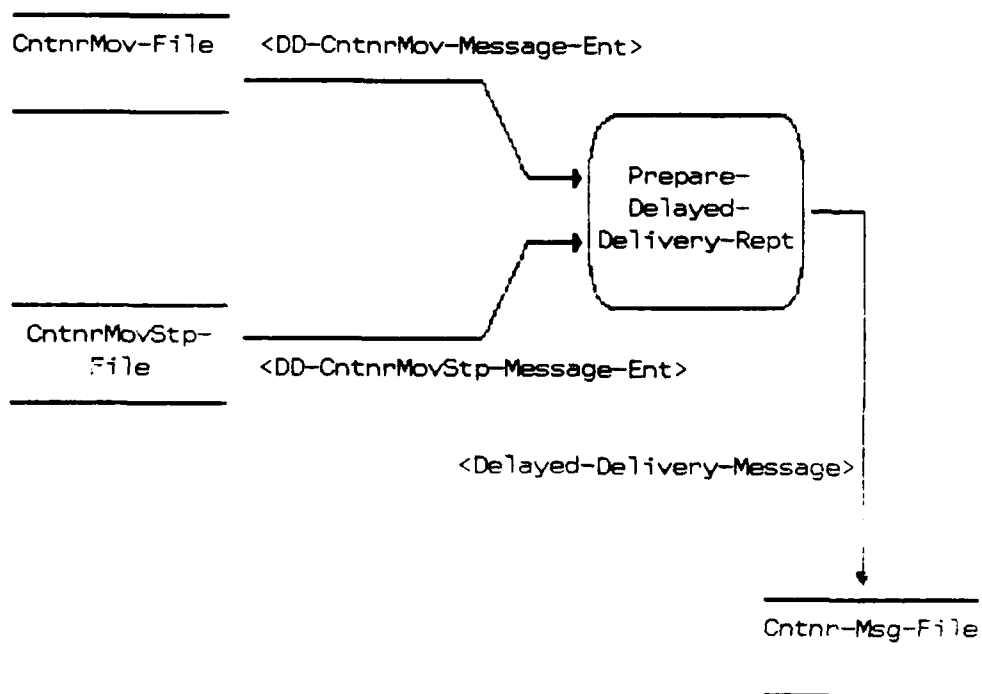 CntnrMov-File
<DD-CntnrMov-Message-Ent>
Prepare-
Delayed-
Delivery-Rept
CntnrMovStp-
File
<DD-CntnrMovStp-Message-Ent>
<Delayed-Delivery-Message>
Cntnr-Msg-File